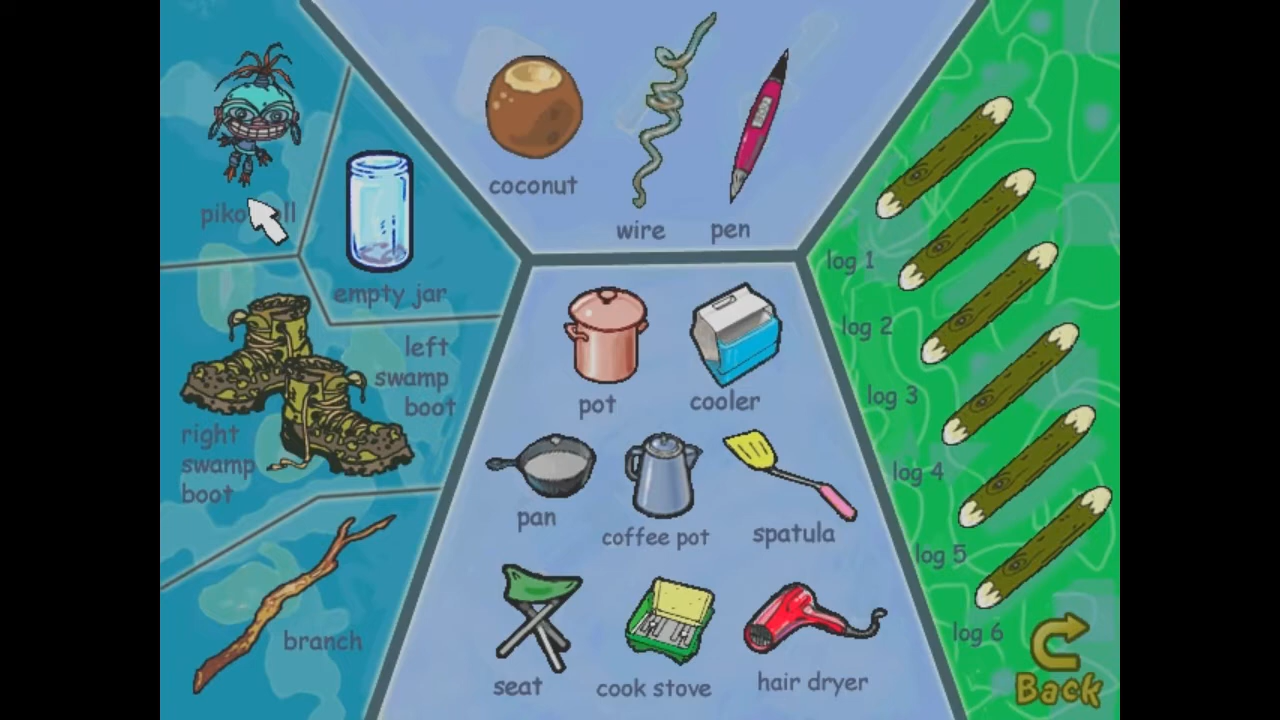 coconut
wire
pen
empty jar
left
swamp
boot
right
swamp
boot
branch
pot
cooler
pan
coffee pot
spatula
seat
cook stove
hair dryer
log 1
log 2
log 3
log 4
log 5
log 6
Back